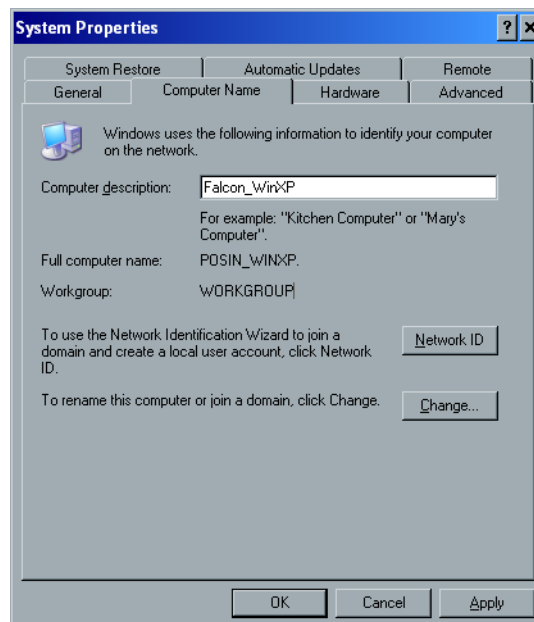 System Properties
System Restore
Automatic Updates
Remote
General
Computer Name
Hardware
Advanced
Windows uses the following information to identify your computer
on the network.
Computer description:
Falcon_WinXP
For example: "Kitchen Computer" or "Mary's
Computer".
Full computer name:
POSIN_WINXP.
Workgroup:
WORKGROUP
To use the Network Identification Wizard to join a
domain and create a local user account, click Network
ID.
Network ID
To rename this computer or join a domain, click Change.
Change...
OK
Cancel
Apply